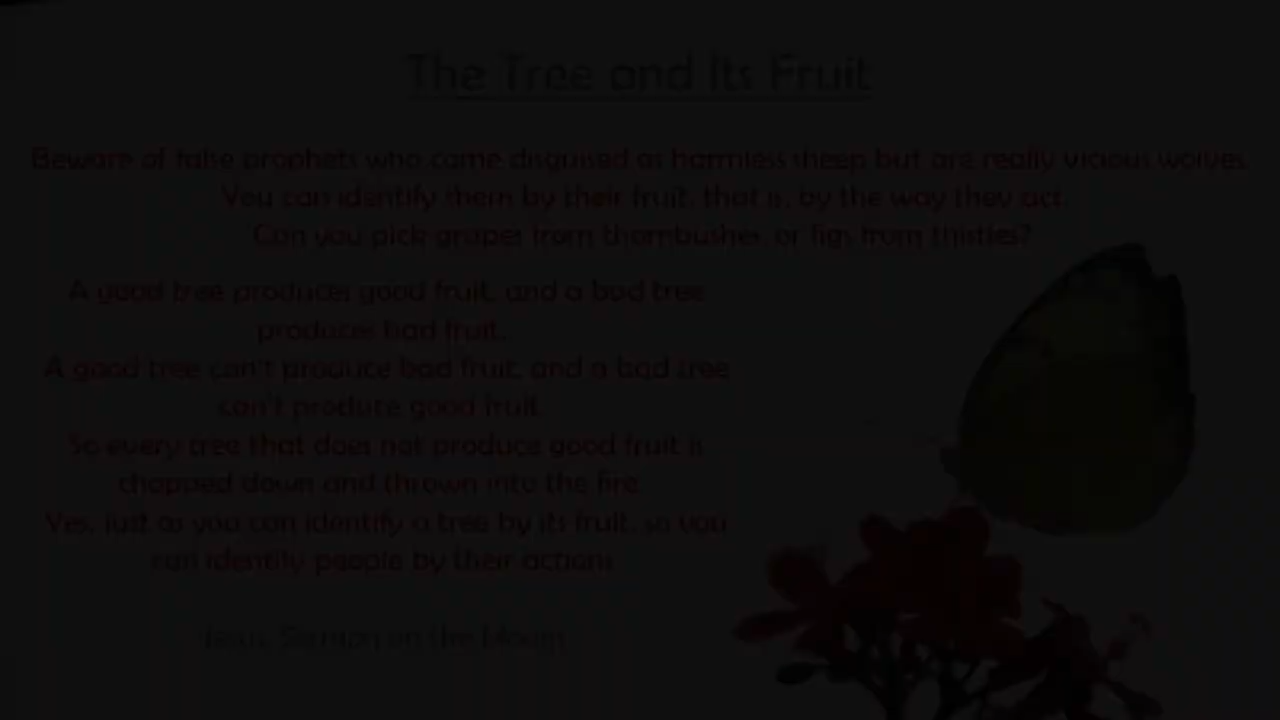 The Tree and Its Fruit
Beware of false prophets who come disguised as harmless sheep but are really vicious wolves.
You can identify them by their fruit, that is, by the way they act.
Can you pick grapes from thornbushes, or figs from thistles?
A good tree produces good fruit, and a bad tree
produces bad fruit.
A good tree can't produce bad fruit, and a bad tree
can't produce good fruit.
So every tree that does not produce good fruit is
chopped down and thrown into the fire.
Yes, just as you can identify a tree by its fruit, so you
can identify people by their actions.
Jesus, Sermon on the Mount